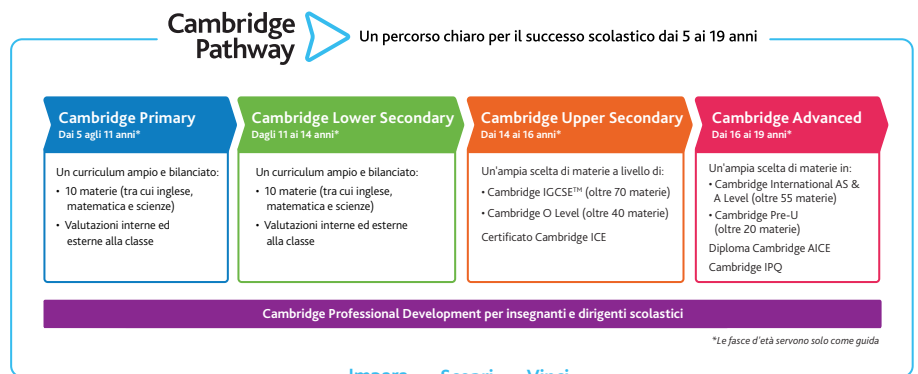 Cambridge
Pathway
Un percorso chiaro per il successo scolastico dai 5 ai 19 anni
Cambridge Primary
Dai 5 agli 11 anni*
Un curriculum ampio e bilanciato:
• 10 materie (tra cui inglese,
matematica e scienze)
• Valutazioni interne ed
esterne alla classe
Cambridge Lower Secondary
Dagli 11 ai 14 anni*
Un curriculum ampio e bilanciato:
• 10 materie (tra cui inglese,
matematica e scienze)
• Valutazioni interne ed esterne
alla classe
Cambridge Upper Secondary
Dai 14 ai 16 anni*
Un'ampia scelta di materie a livello di:
• Cambridge IGCSE™ (oltre 70 materie)
• Cambridge O Level (oltre 40 materie)
Certificato Cambridge ICE
Cambridge Advanced
Dai 16 ai 19 anni*
Un'ampia scelta di materie in:
• Cambridge International AS &
A Level (oltre 55 materie)
• Cambridge Pre-U
(oltre 20 materie)
Diploma Cambridge AICE
Cambridge IPQ
Cambridge Professional Development per insegnanti e dirigenti scolastici
*Le fasce d'età servono solo come guida